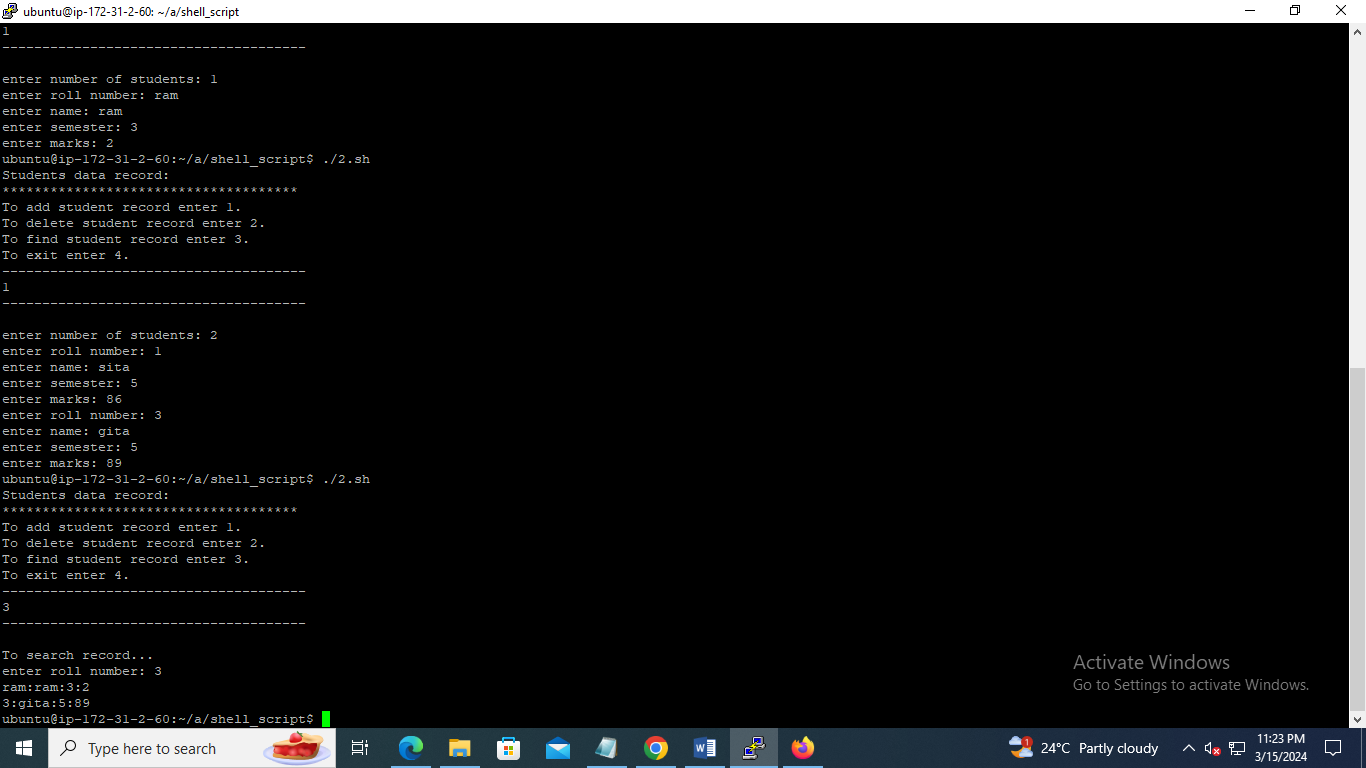 ubuntu@ip-172-31-2-60: ~/a/shell_script
1
--------------------------------------
enter number of students: 1
enter roll number: ram
enter name: ram
enter semester: 3
enter marks: 2
ubuntu@ip-172-31-2-60:~/a/shell_script$ ./2.sh
Students data record:
*************************************
To add student record enter 1.
To delete student record enter 2.
To find student record enter 3.
To exit enter 4.
--------------------------------------
1
--------------------------------------
enter number of students: 2
enter roll number: 1
enter name: sita
enter semester: 5
enter marks: 86
enter roll number: 3
enter name: gita
enter semester: 5
enter marks: 89
ubuntu@ip-172-31-2-60:~/a/shell_script$ ./2.sh
Students data record:
*************************************
To add student record enter 1.
To delete student record enter 2.
To find student record enter 3.
To exit enter 4.
--------------------------------------
3
--------------------------------------
To search record...
enter roll number: 3
ram:ram:3:2
3:gita:5:89
ubuntu@ip-172-31-2-60:~/a/shell_script$
Activate Windows
Go to Settings to activate Windows.
Type here to search
1
24°C Partly cloudy
11:23 PM
3/15/2024